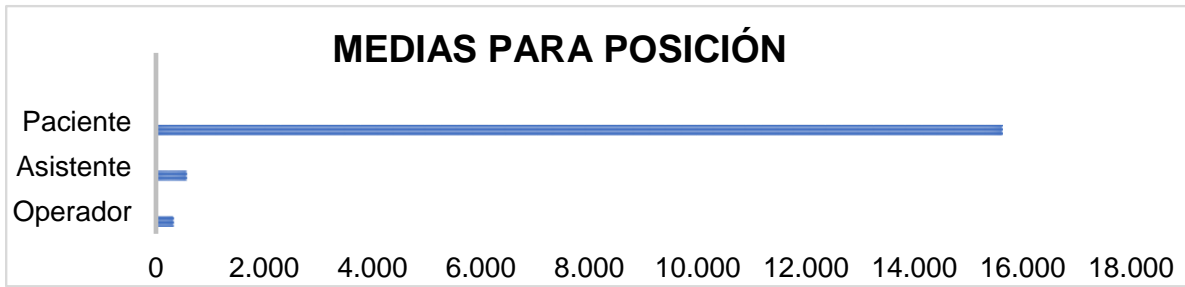 MEDIAS PARA POSICIÓN
Paciente
Asistente
Operador
0 2.000 4.000 6.000 8.000 10.000 12.000 14.000 16.000 18.000